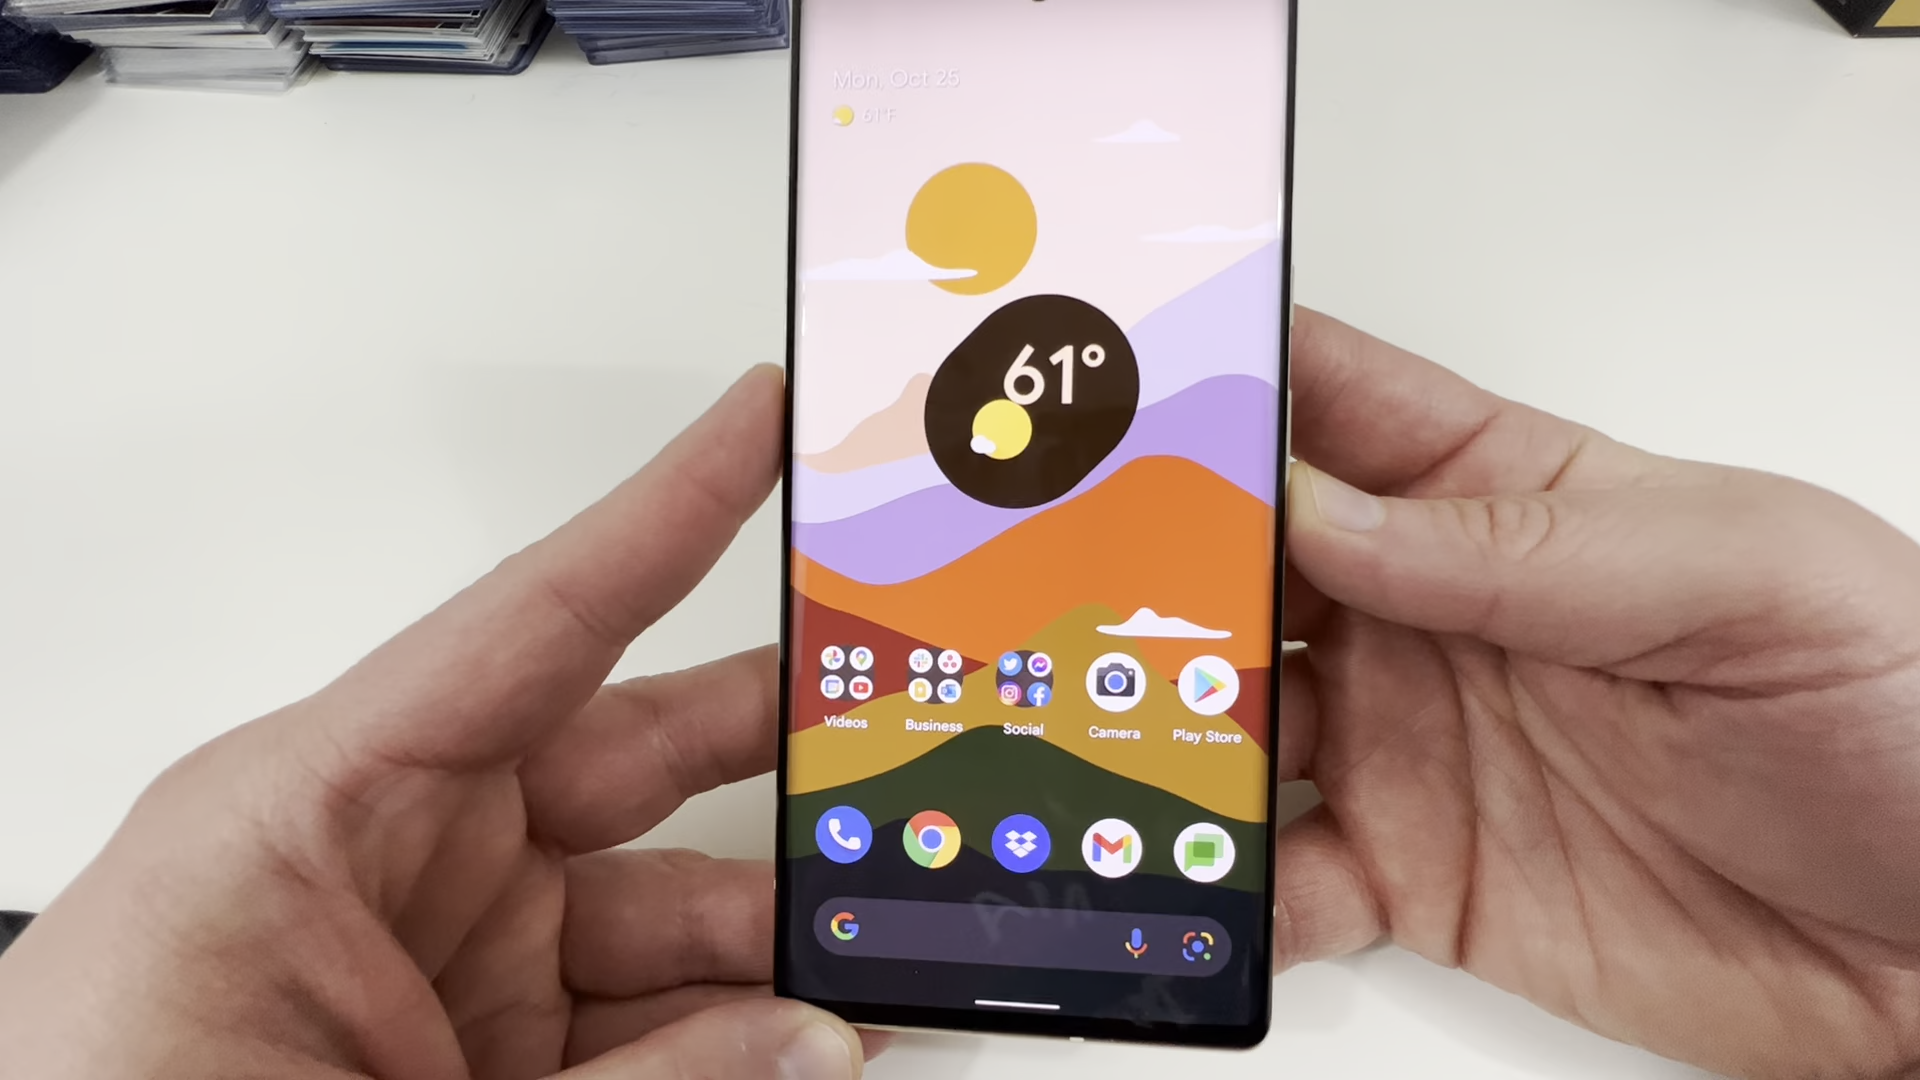 Mon, Oct 25
61°F
61°
Videos
Business
Social
Camera
Play Store